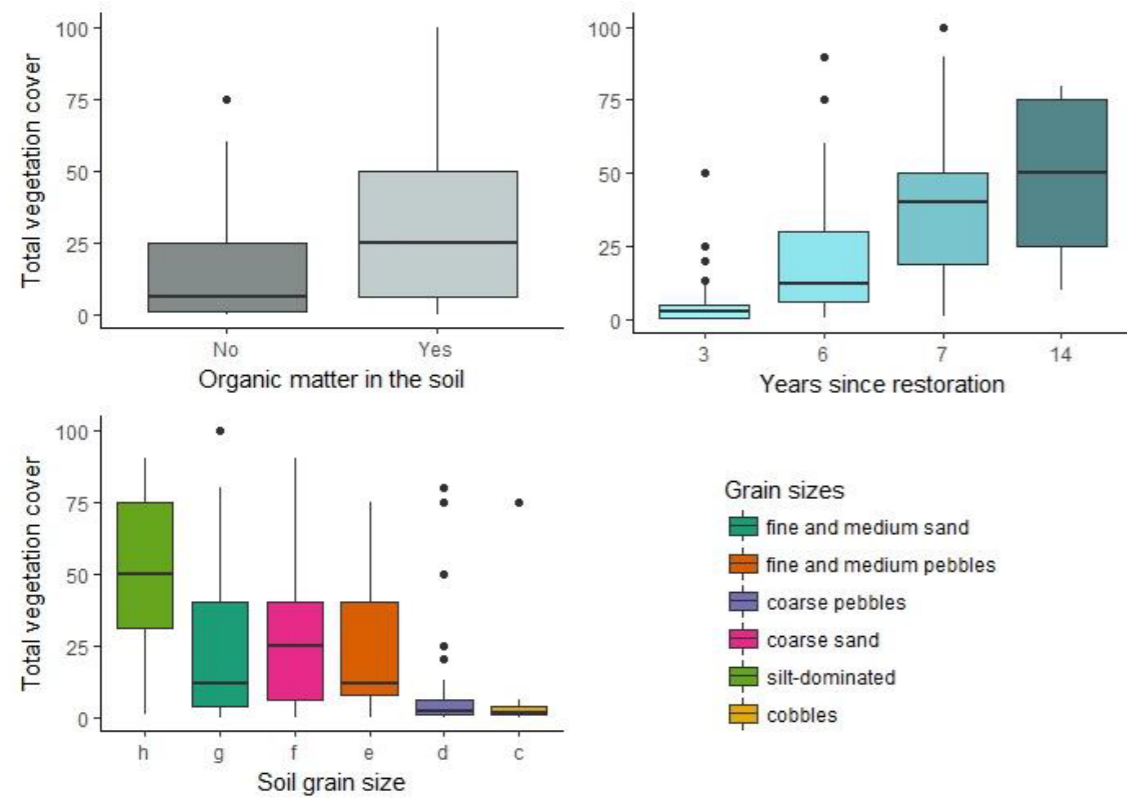 Total vegetation cover
100
75
50
25
0
No Yes
Organic matter in the soil
100
75
50
25
0
3 6 7 14
Years since restoration
Total vegetation cover
100
75
50
25
0
h g f e d c
Soil grain size
Grain sizes
fine and medium sand
fine and medium pebbles
coarse pebbles
coarse sand
silt-dominated
cobbles